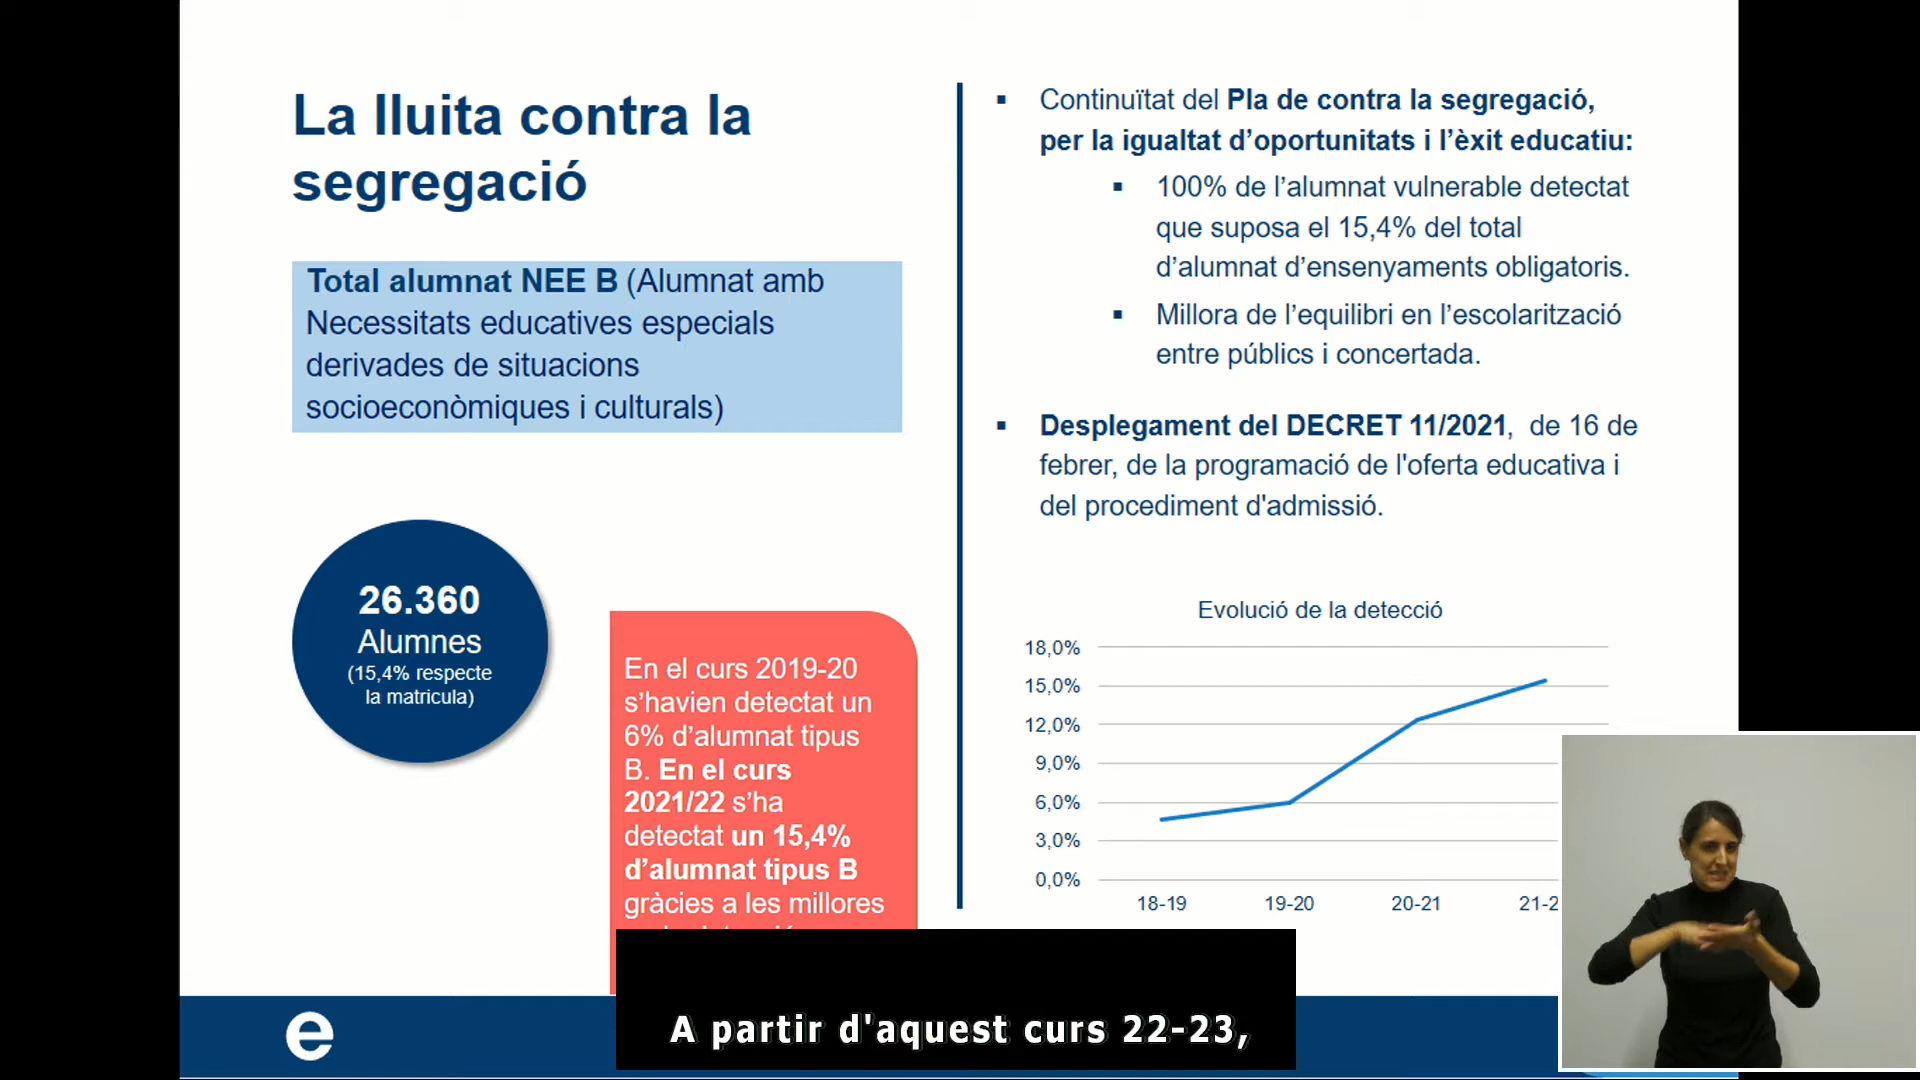 La lluita contra la
segregació
Total alumnat NEE B (Alumnat amb
Necessitats educatives especials
derivades de situacions
socioeconòmiques i culturals)
26.360
Alumnes
(15,4% respecte
la matricula)
En el curs 2019-20
s’havien detectat un
6% d’alumnat tipus
B. En el curs
2021/22 s’ha
detectat un 15,4%
d’alumnat tipus B
gràcies a les millores
▪ Continuïtat del Pla de contra la segregació,
per la igualtat d’oportunitats i l’èxit educatiu:
▪ 100% de l’alumnat vulnerable detectat
que suposa el 15,4% del total
d’alumnat d’ensenyaments obligatoris.
▪ Millora de l’equilibri en l’escolarització
entre públics i concertada.
▪ Desplegament del DECRET 11/2021, de 16 de
febrer, de la programació de l'oferta educativa i
del procediment d'admissió.
Evolució de la detecció
18,0%
15,0%
12,0%
9,0%
6,0%
3,0%
0,0%
18-19 19-20 20-21 21-2
e
A partir d'aquest curs 22-23,